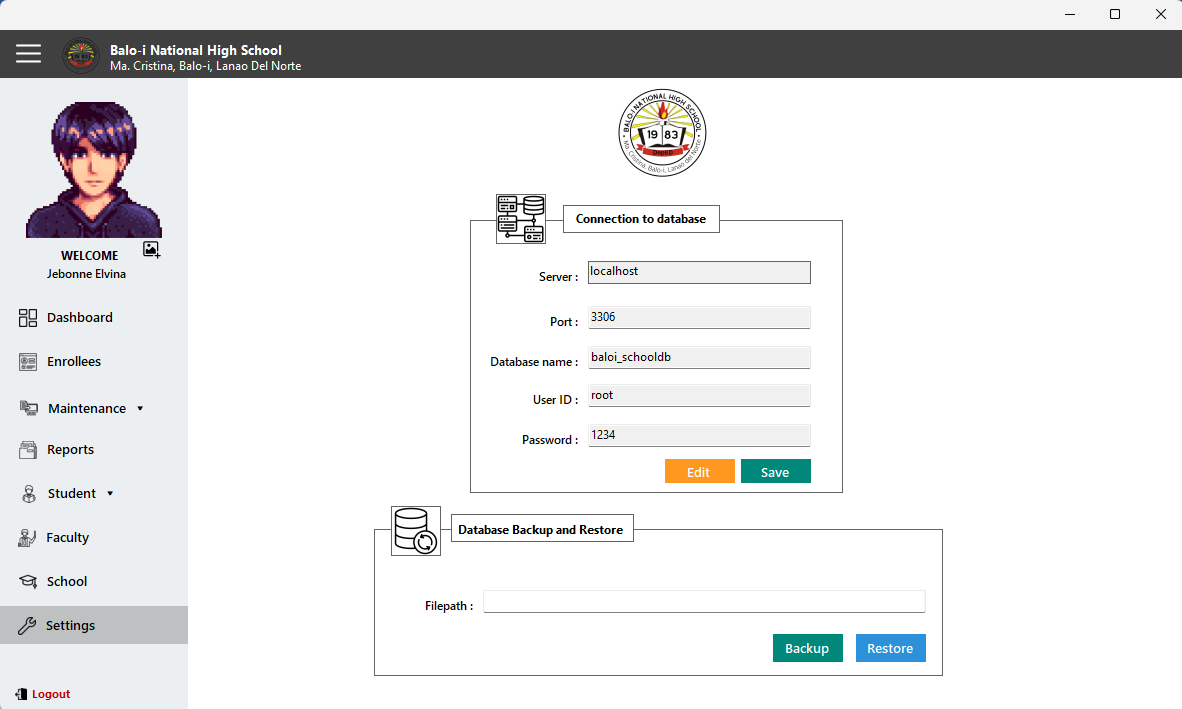 Balo-i National High School
Ma. Cristina, Balo-i, Lanao Del Norte
WELCOME
Jebonne Elvina
Dashboard
Enrollees
Maintenance
Reports
Student
Faculty
School
Settings
Logout
BALO-I NATIONAL HIGH SCHOOL
19 83
DepED
Ma. Cristina, Balo-i, Lanao del Norte
Connection to database
Server : localhost
Port : 3306
Database name : baloi_schooldb
User ID : root
Password : 1234
Edit Save
Database Backup and Restore
Filepath :
Backup Restore